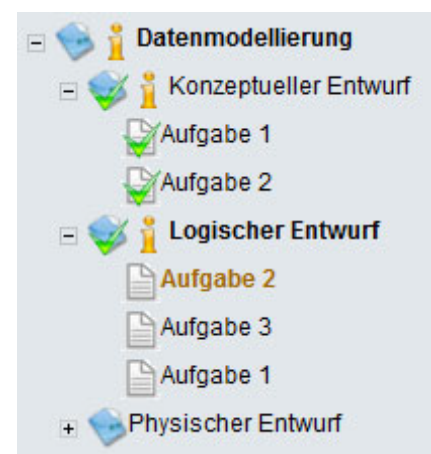 Datenmodellierung
Konzeptueller Entwurf
Aufgabe 1
Aufgabe 2
Logischer Entwurf
Aufgabe 2
Aufgabe 3
Aufgabe 1
Physischer Entwurf